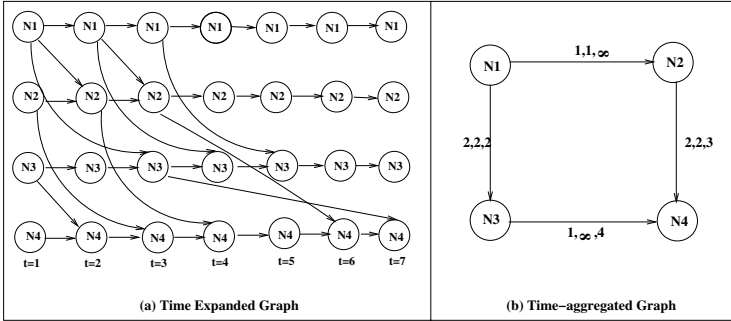 N1 N1 N1 N1 N1 N1 N1
N2 N2 N2 N2 N2 N2 N2
N3 N3 N3 N3 N3 N3 N3
N4 N4 N4 N4 N4 N4 N4
t=1 t=2 t=3 t=4 t=5 t=6 t=7
(a) Time Expanded Graph
N1 1,1,∞ N2
2,2,2 2,2,3
N3 1,∞,4 N4
(b) Time-aggregated Graph